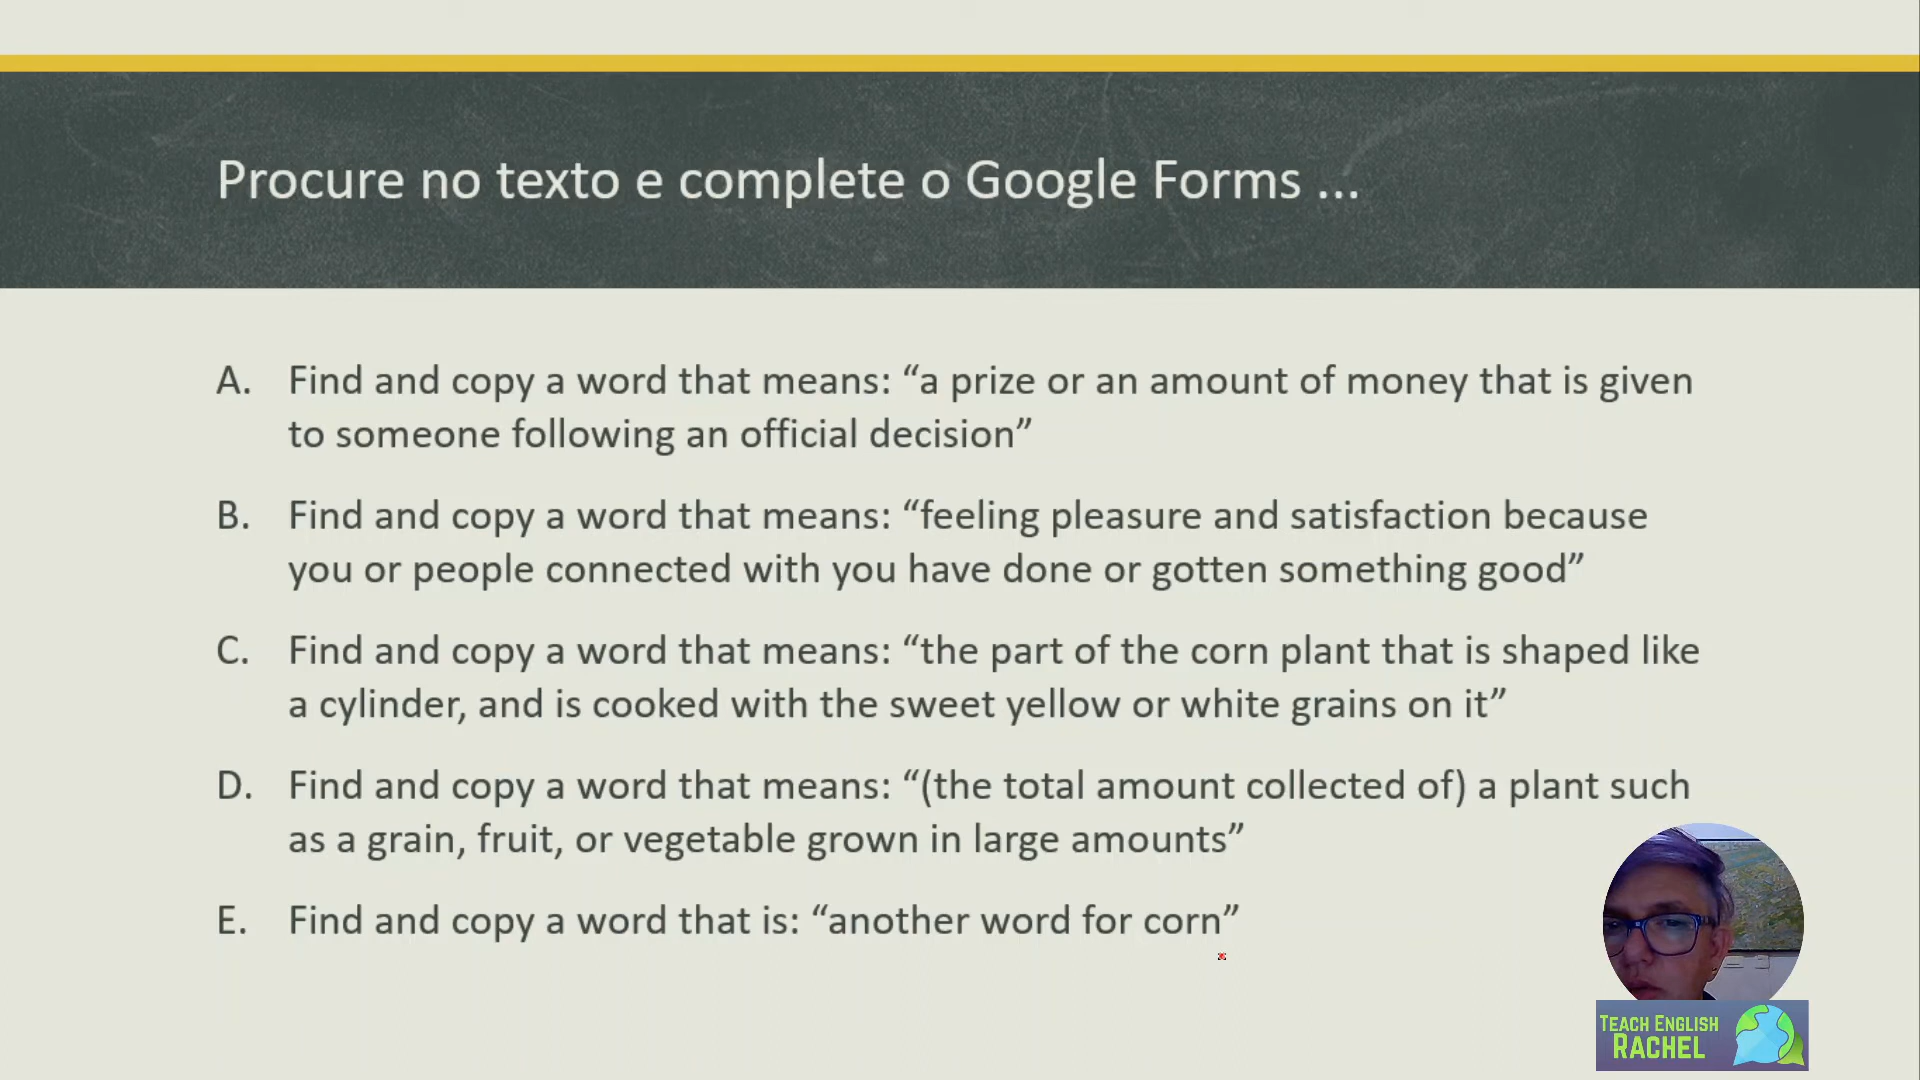 Procure no texto e complete o Google Forms ...
A. Find and copy a word that means: “a prize or an amount of money that is given
to someone following an official decision”
B. Find and copy a word that means: “feeling pleasure and satisfaction because
you or people connected with you have done or gotten something good”
C. Find and copy a word that means: “the part of the corn plant that is shaped like
a cylinder, and is cooked with the sweet yellow or white grains on it”
D. Find and copy a word that means: “(the total amount collected of) a plant such
as a grain, fruit, or vegetable grown in large amounts”
E. Find and copy a word that is: “another word for corn”
TEACH ENGLISH
RACHEL